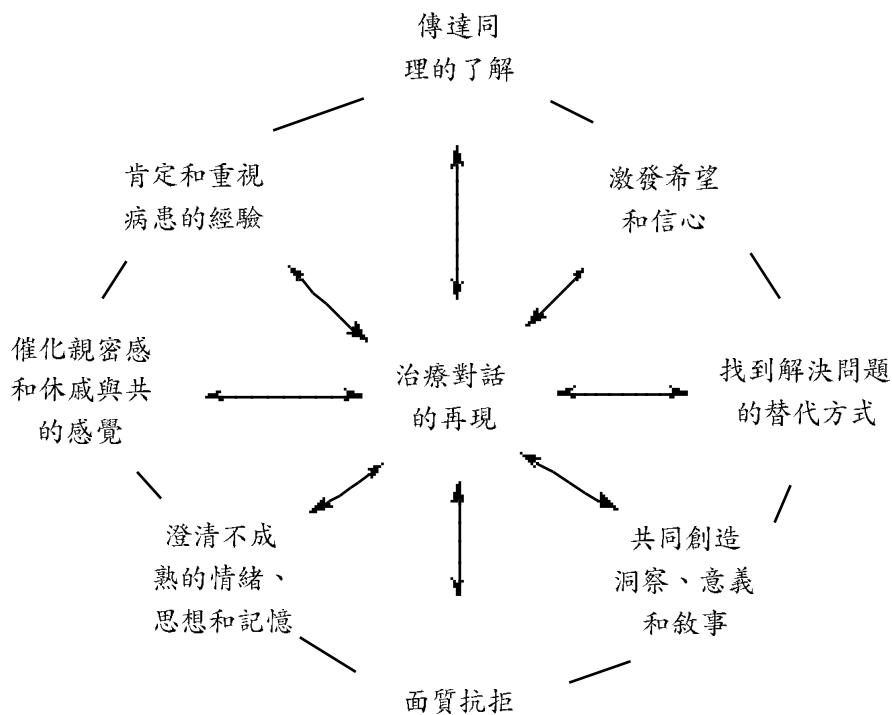 傳達同
理的了解
肯定和重視
病患的經驗
激發希望
和信心
催化親密感
和休戚與共
的感覺
治療對話
的再現
找到解決問題
的替代方式
澄清不成
熟的情緒、
思想和記憶
共同創造
洞察、意義
和敘事
面質抗拒